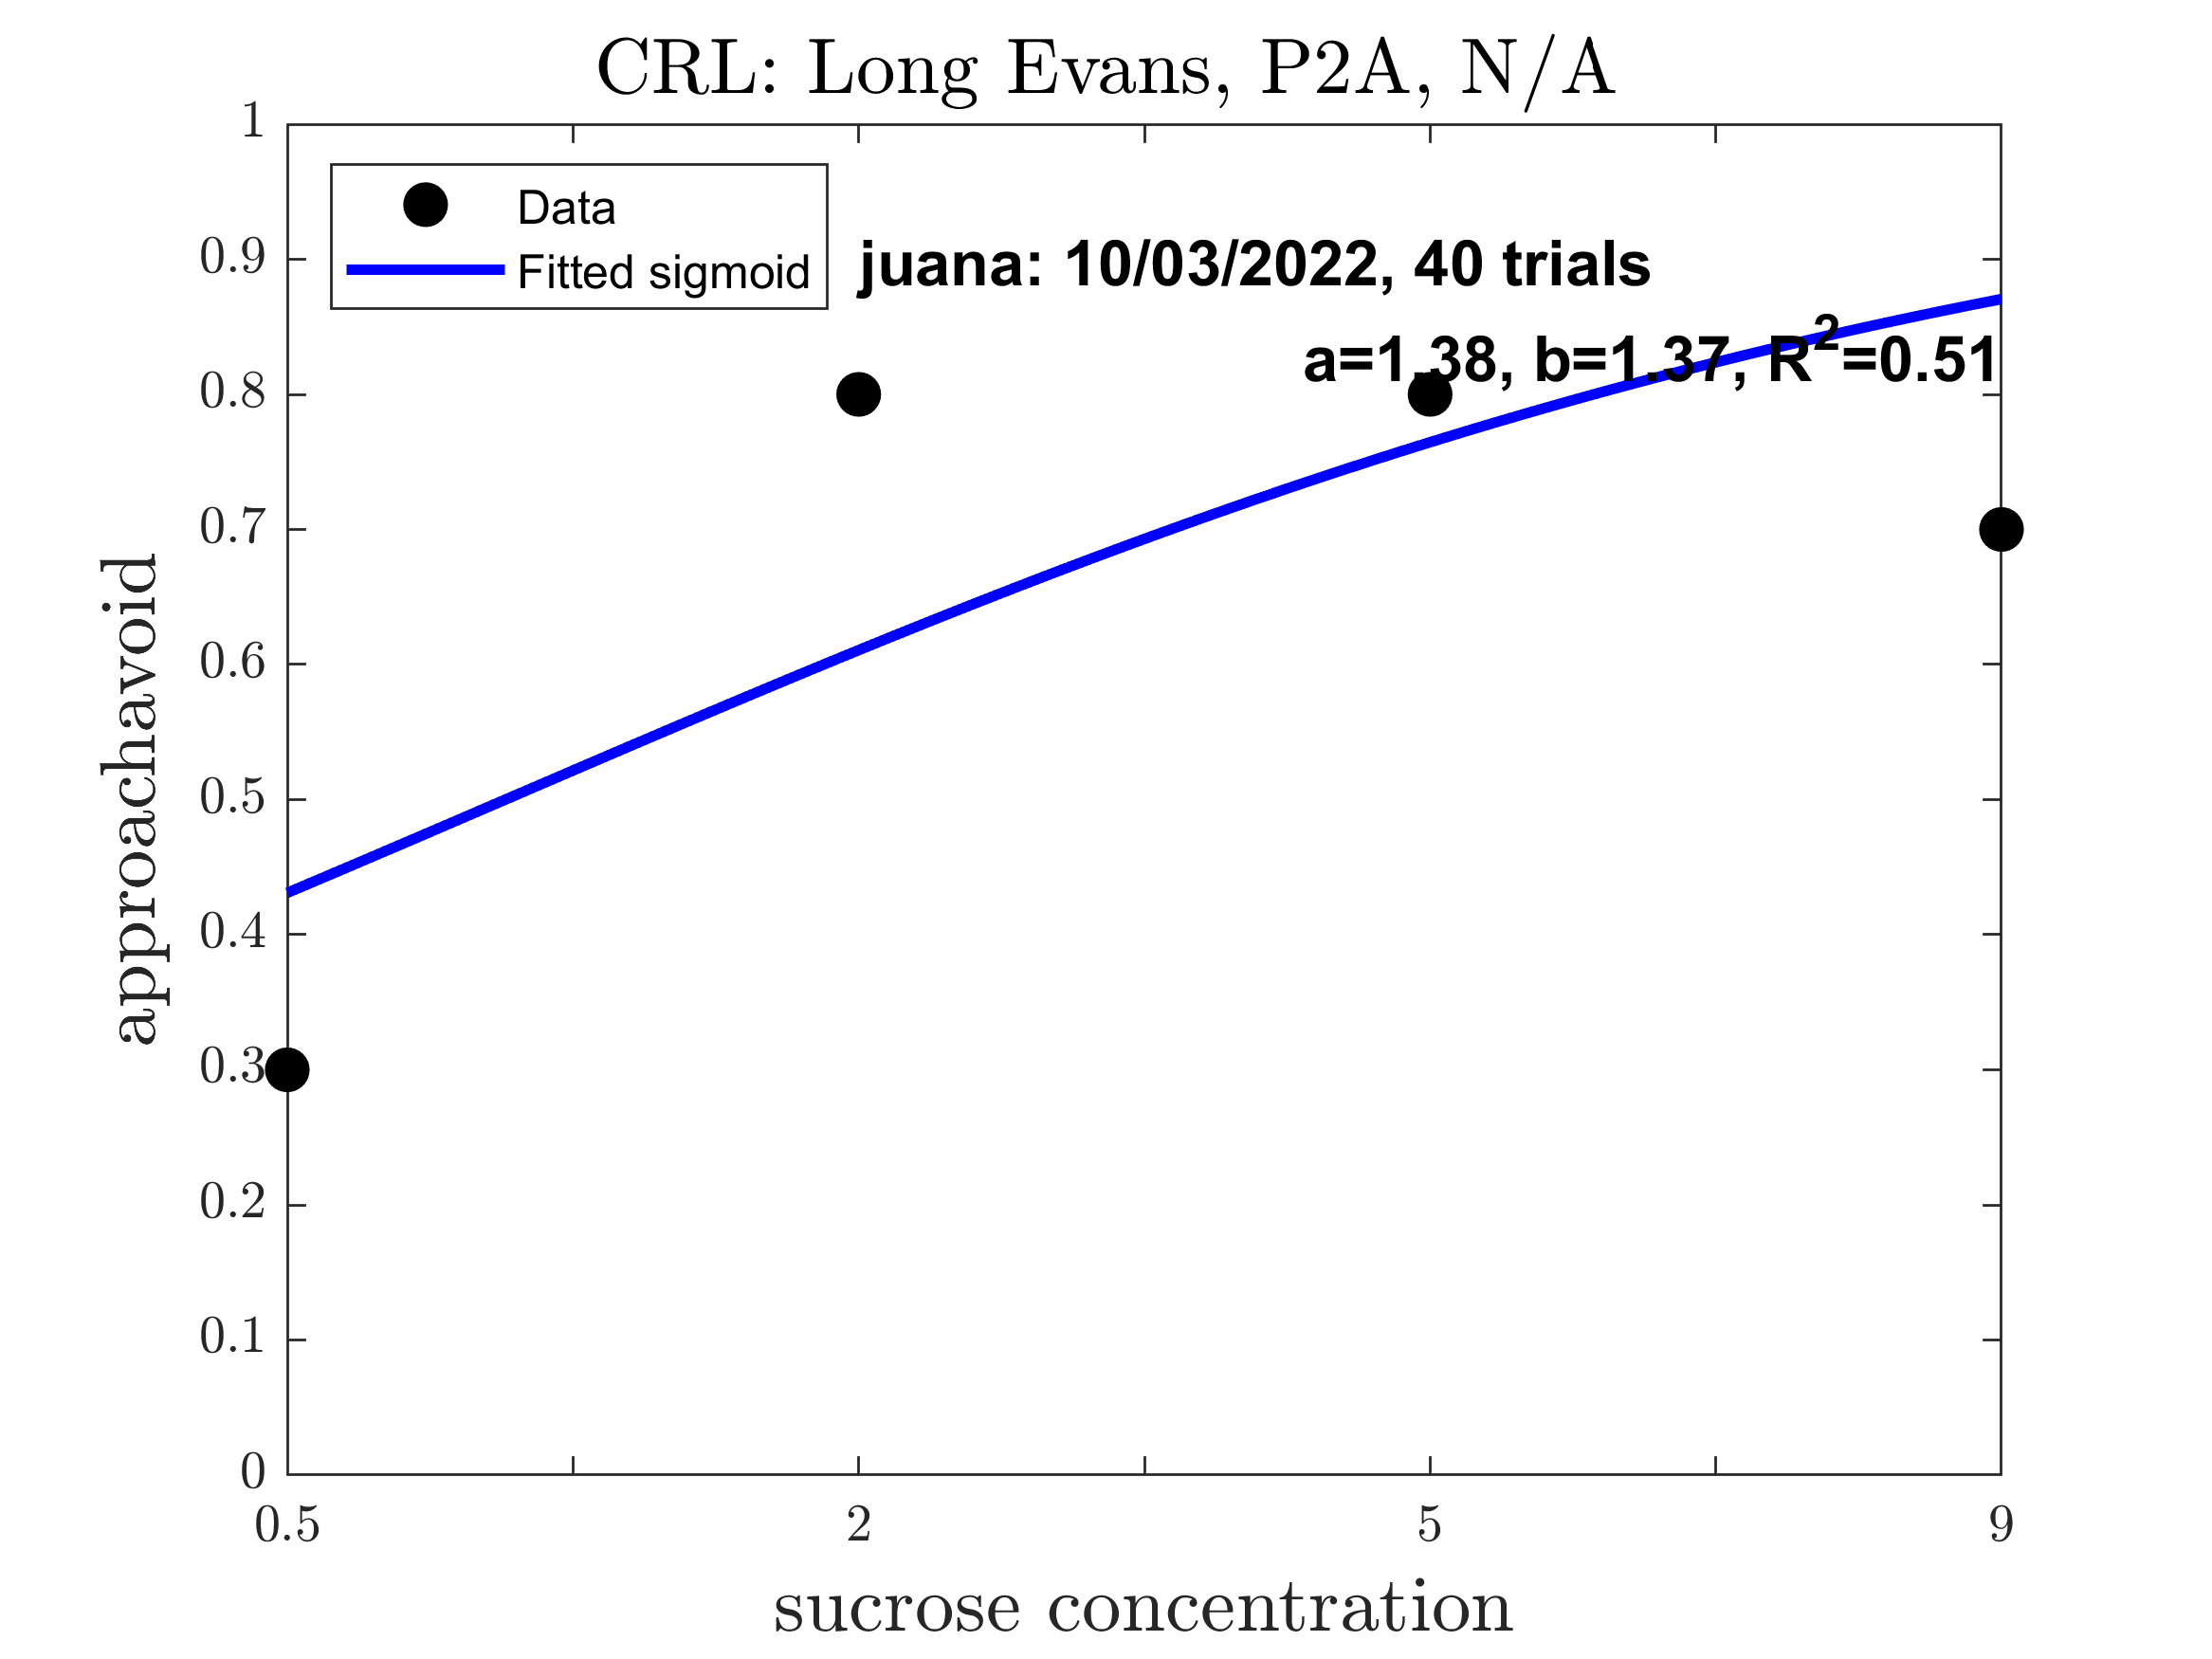 CRL: Long Evans, P2A, N/A
Data
Fitted sigmoid
juana: 10/03/2022, 40 trials
a=1.38, b=1.37, R²=0.51
approachavoid
1
0.9
0.8
0.7
0.6
0.5
0.4
0.3
0.2
0.1
0
0.5 2 5 9
sucrose concentration